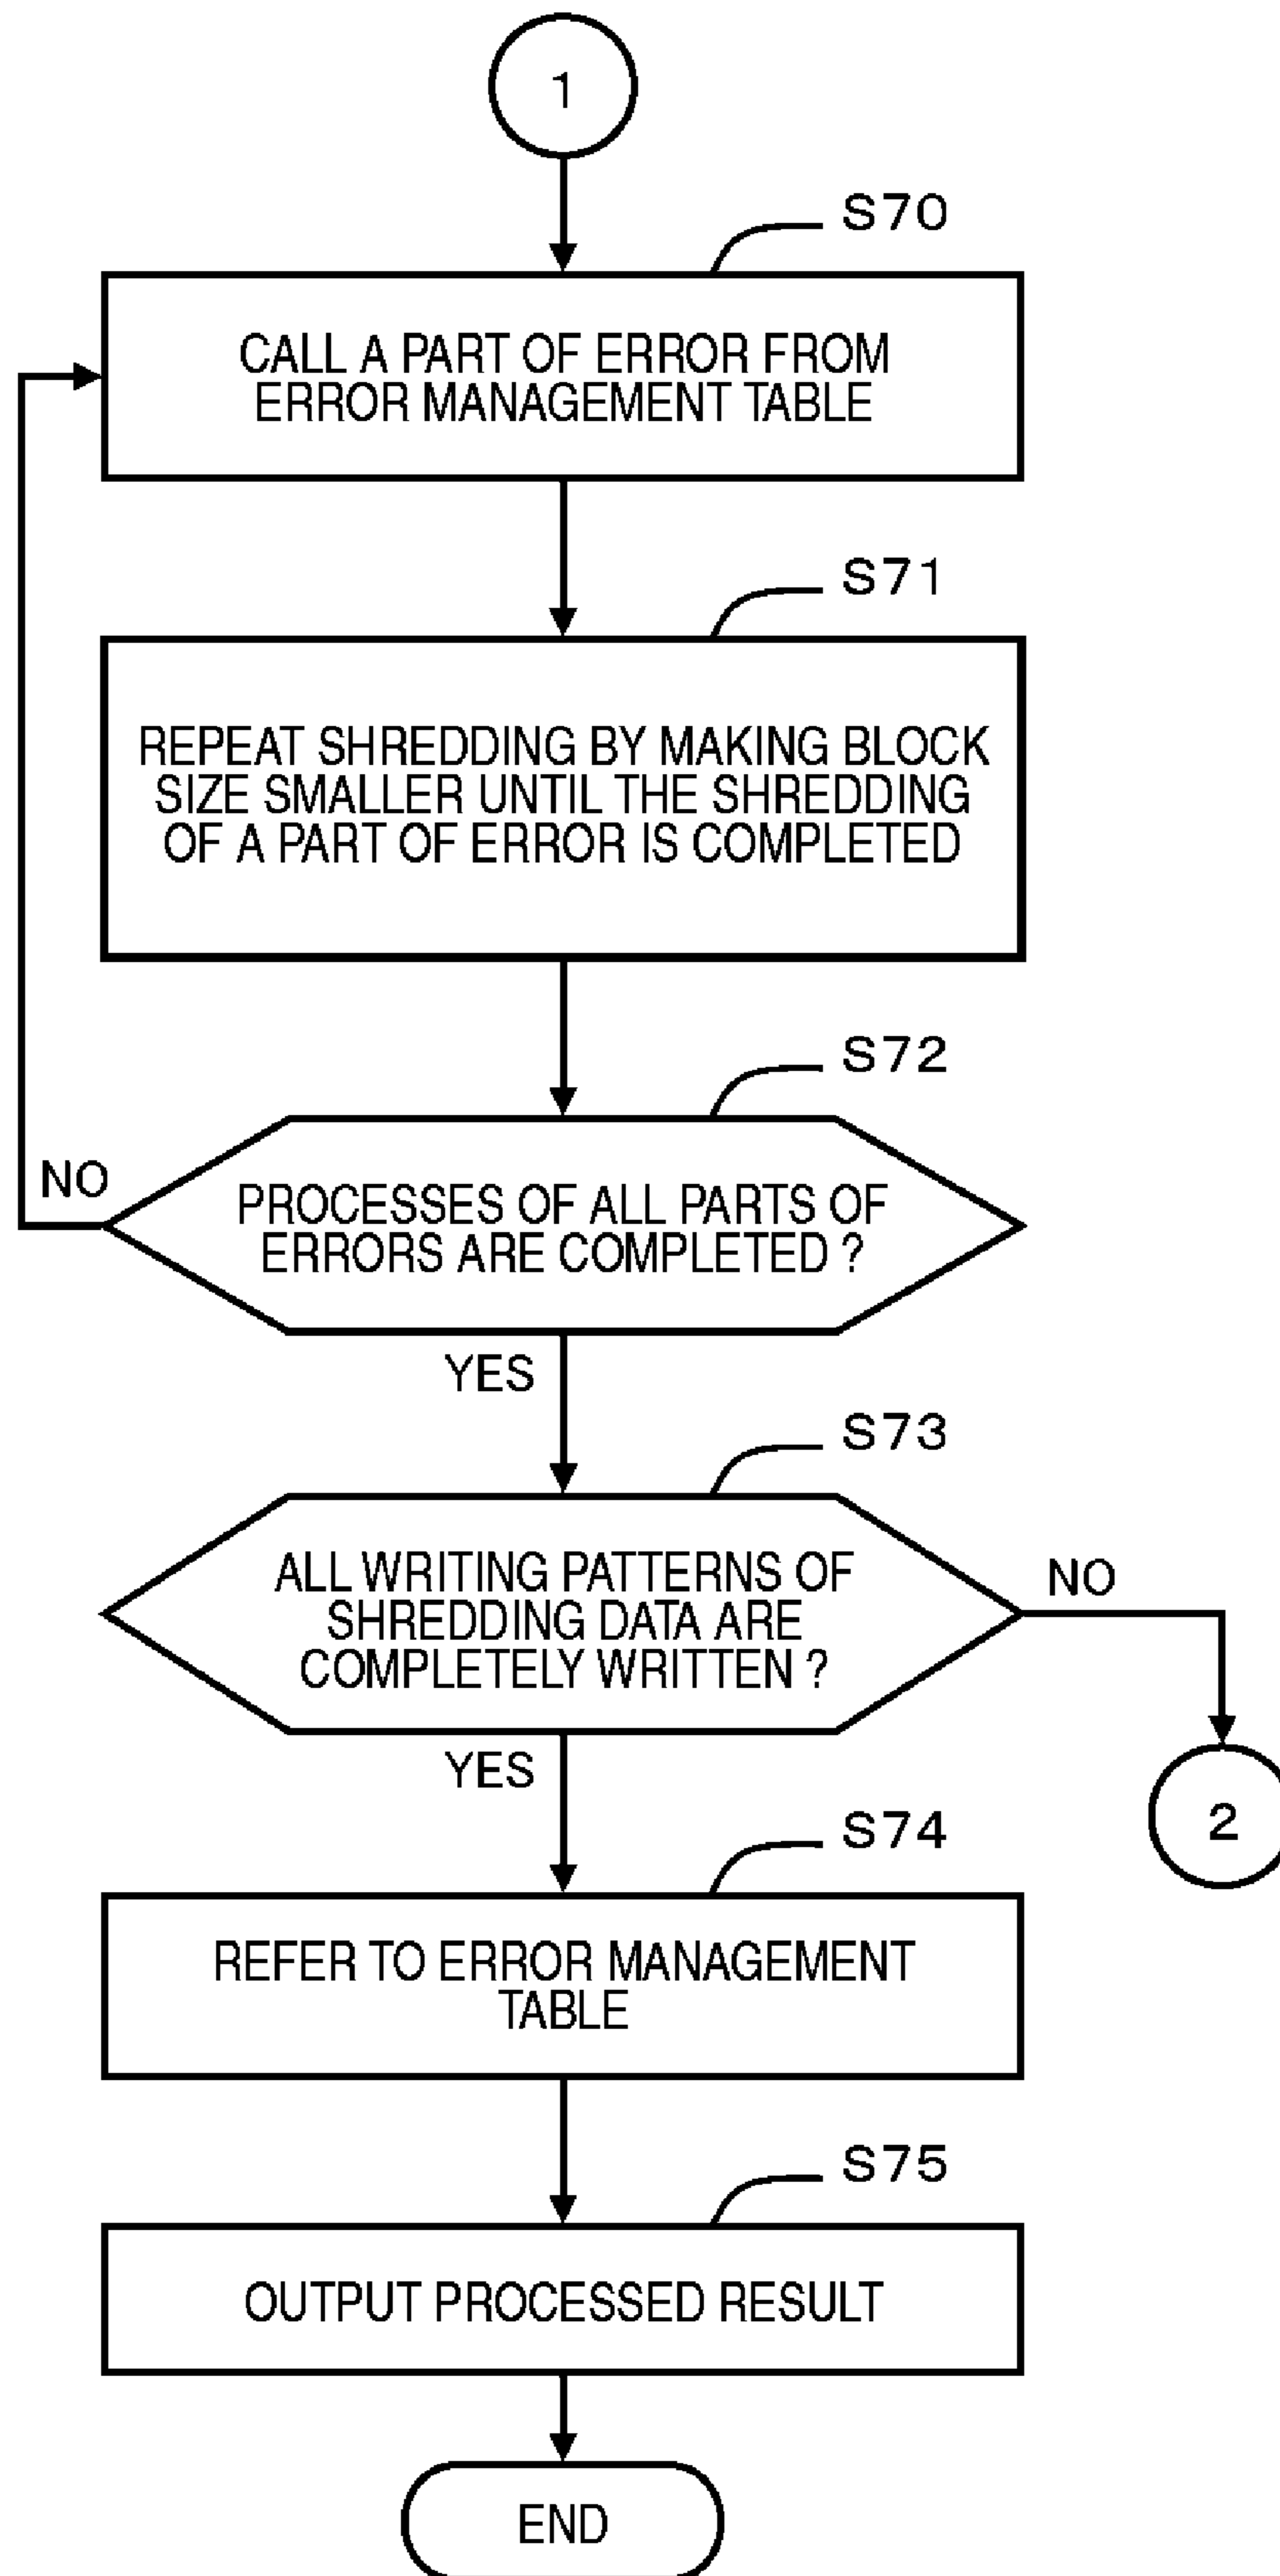 1
S70
CALL A PART OF ERROR FROM
ERROR MANAGEMENT TABLE
S71
REPEAT SHREDDING BY MAKING BLOCK
SIZE SMALLER UNTIL THE SHREDDING
OF A PART OF ERROR IS COMPLETED
S72
NO
PROCESSES OF ALL PARTS OF
ERRORS ARE COMPLETED ?
YES
S73
ALL WRITING PATTERNS OF
SHREDDING DATA ARE
COMPLETELY WRITTEN ?
NO
YES
2
S74
REFER TO ERROR MANAGEMENT
TABLE
S75
OUTPUT PROCESSED RESULT
END